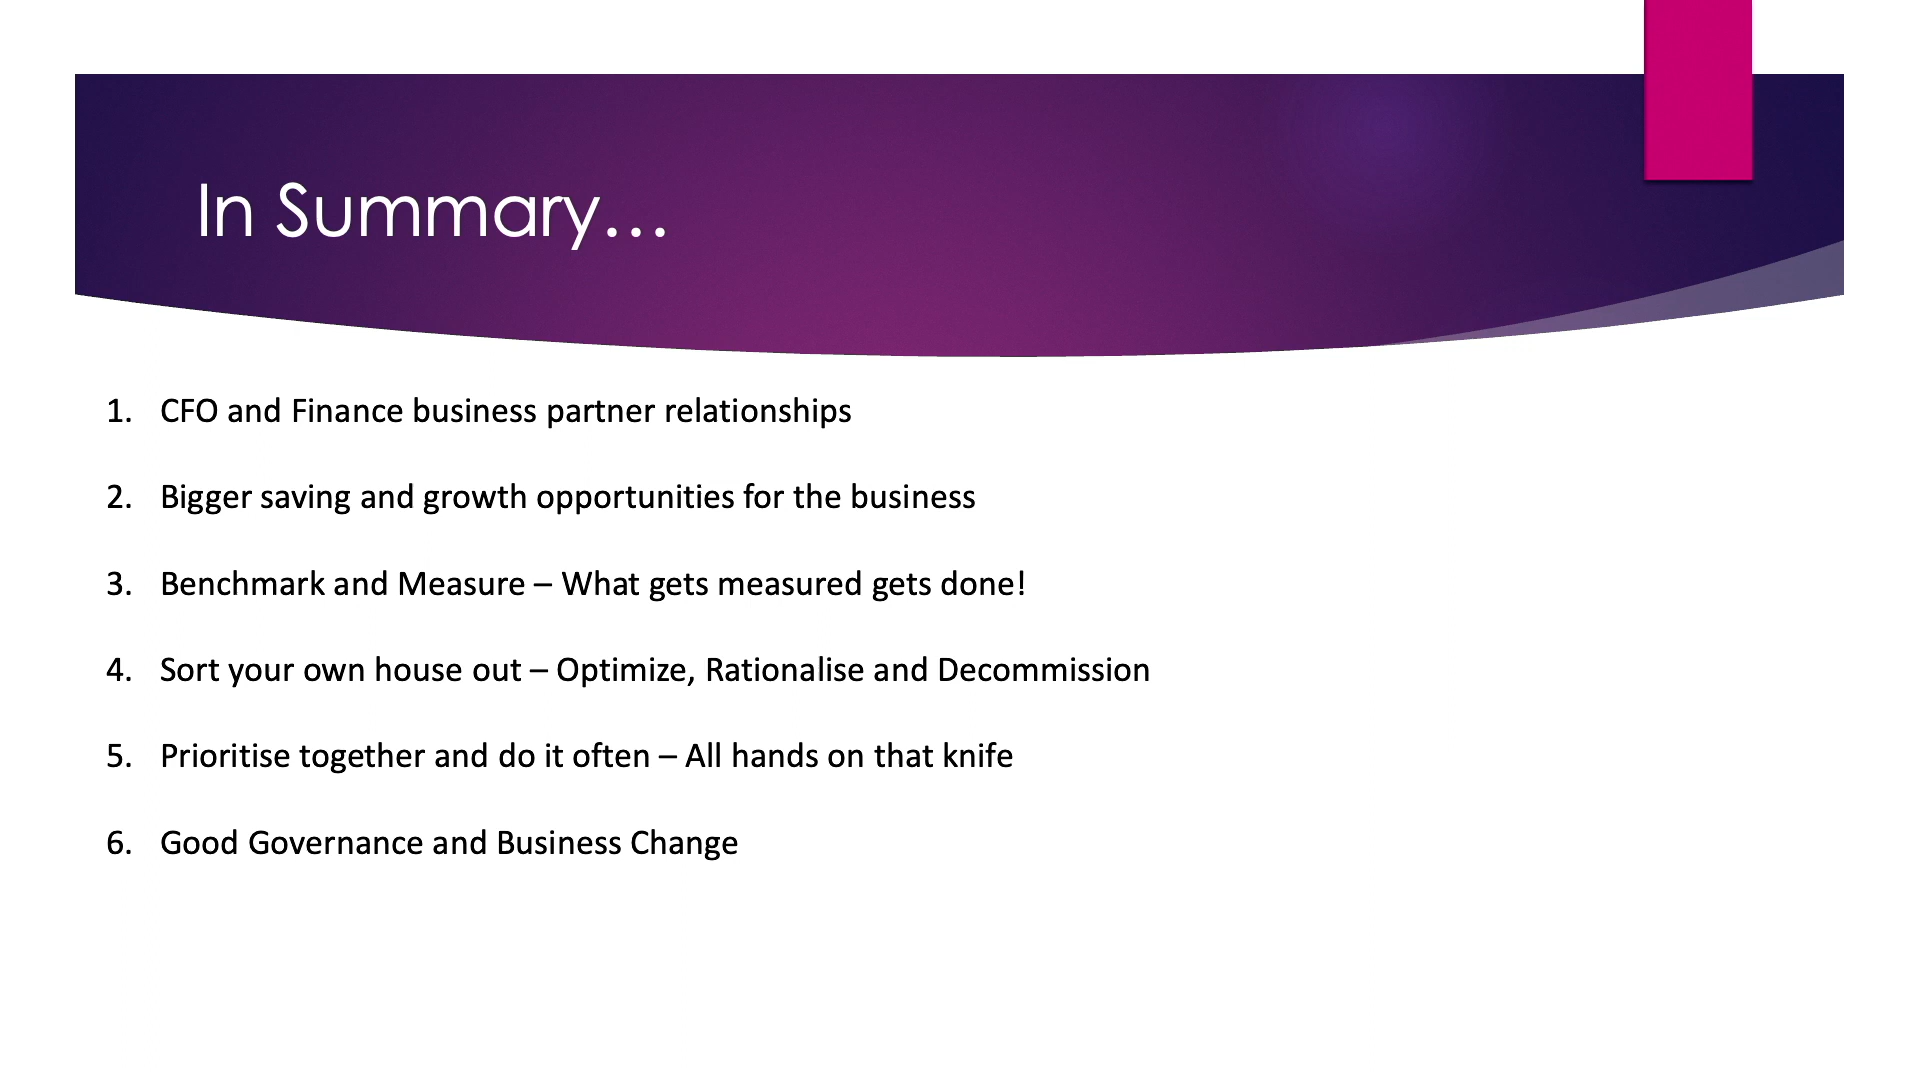 In Summary...
1. CFO and Finance business partner relationships
2. Bigger saving and growth opportunities for the business
3. Benchmark and Measure – What gets measured gets done!
4. Sort your own house out – Optimize, Rationalise and Decommission
5. Prioritise together and do it often – All hands on that knife
6. Good Governance and Business Change